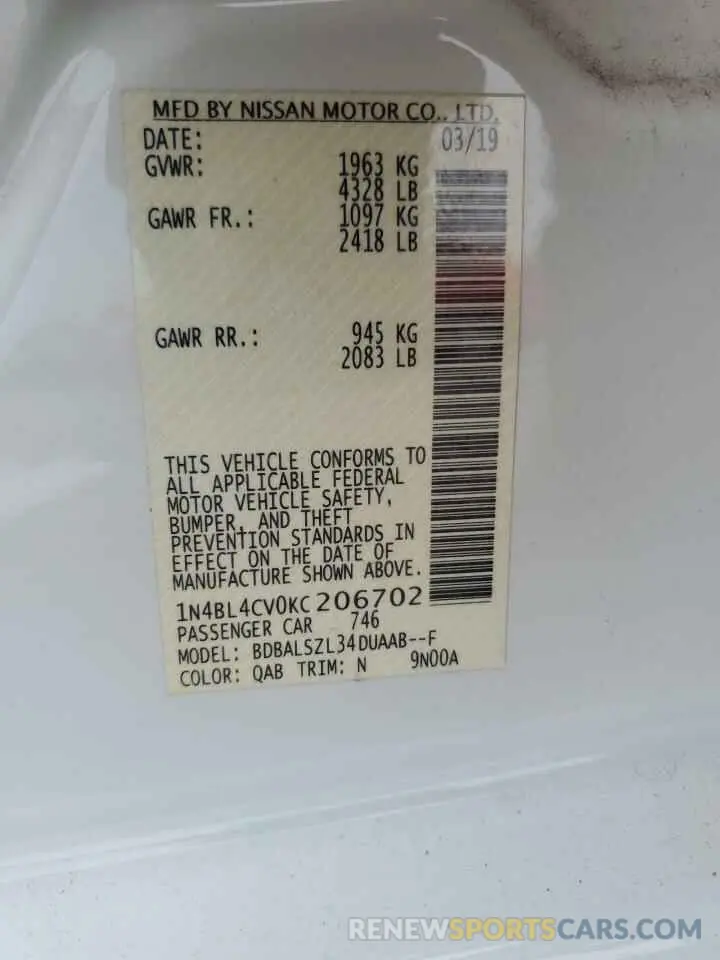 MFD BY NISSAN MOTOR CO., LTD.
DATE: 03/19
GVWR: 1963 KG
4328 LB
GAWR FR.: 1097 KG
2418 LB
GAWR RR.: 945 KG
2083 LB
THIS VEHICLE CONFORMS TO
ALL APPLICABLE FEDERAL
MOTOR VEHICLE SAFETY,
BUMPER, AND THEFT
PREVENTION STANDARDS IN
EFFECT ON THE DATE OF
MANUFACTURE SHOWN ABOVE.
1N4BL4CV0KC206702
PASSENGER CAR 746
MODEL: BDBALSZL34DUAAB--F
COLOR: QAB TRIM: N 9N00A
RENEWSPORTSCARS.COM